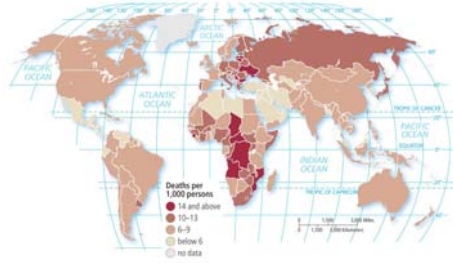 ARCTIC
OCEAN
PACIFIC
OCEAN
ATLANTIC
OCEAN
TROPIC OF CANCER
PACIFIC
OCEAN
EQUATOR
INDIAN
OCEAN
TROPIC OF CAPRICORN
Deaths per
1,000 persons
14 and above
10–13
6–9
below 6
no data